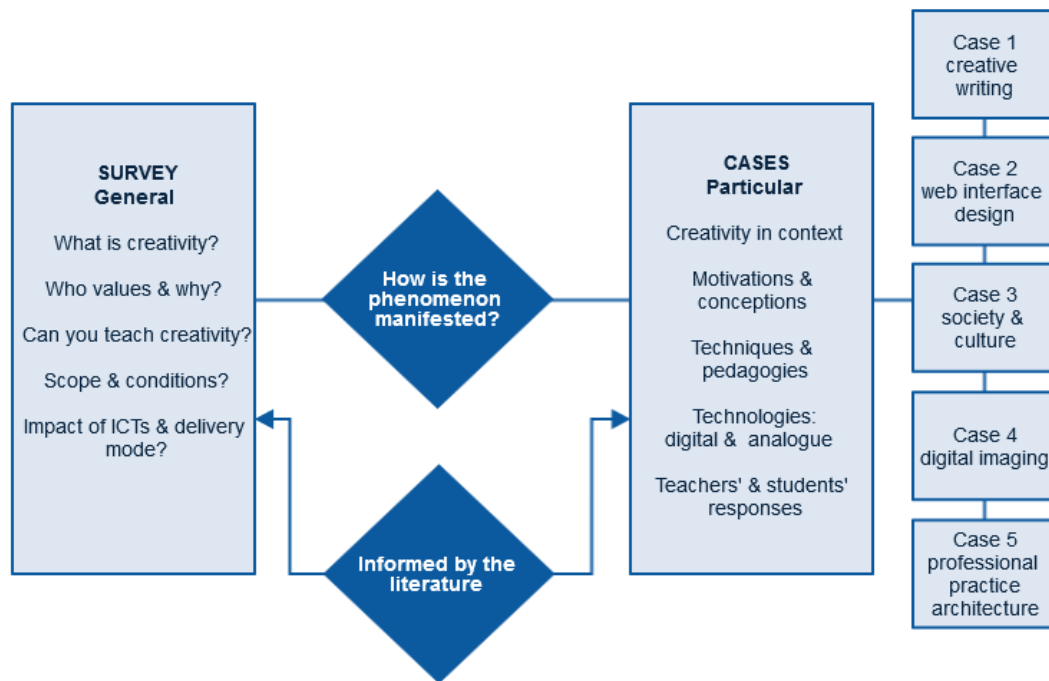 SURVEY
General
What is creativity?
Who values & why?
Can you teach creativity?
Scope & conditions?
Impact of ICTs & delivery
mode?
How is the
phenomenon
manifested?
Informed by the
literature
CASES
Particular
Creativity in context
Motivations &
conceptions
Techniques &
pedagogies
Technologies:
digital & analogue
Teachers' & students'
responses
Case 1
creative
writing
Case 2
web interface
design
Case 3
society &
culture
Case 4
digital imaging
Case 5
professional
practice
architecture